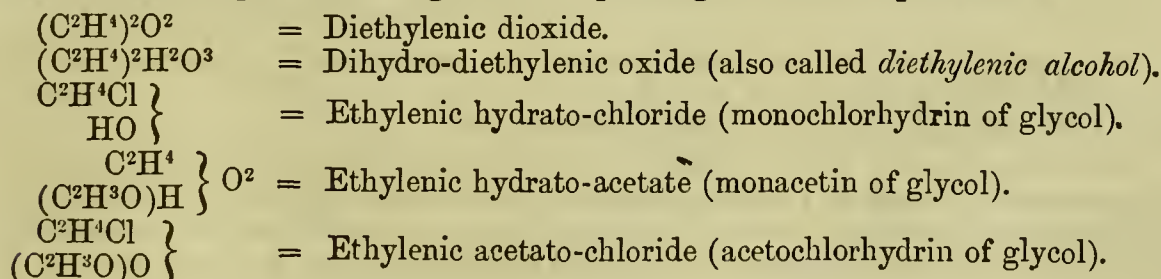 (C²H⁴)²O² = Diethylenic dioxide.
(C²H⁴)²H²O³ = Dihydro-diethylenic oxide (also called diethylenic alcohol).
C²H⁴Cl
HO } = Ethylenic hydrato-chloride (monochlorhydrin of glycol).
C²H⁴
(C²H³O)H } O² = Ethylenic hydrato-acetate (monacetin of glycol).
C²H⁴Cl
(C²H³O)O } = Ethylenic acetato-chloride (acetochlorhydrin of glycol).